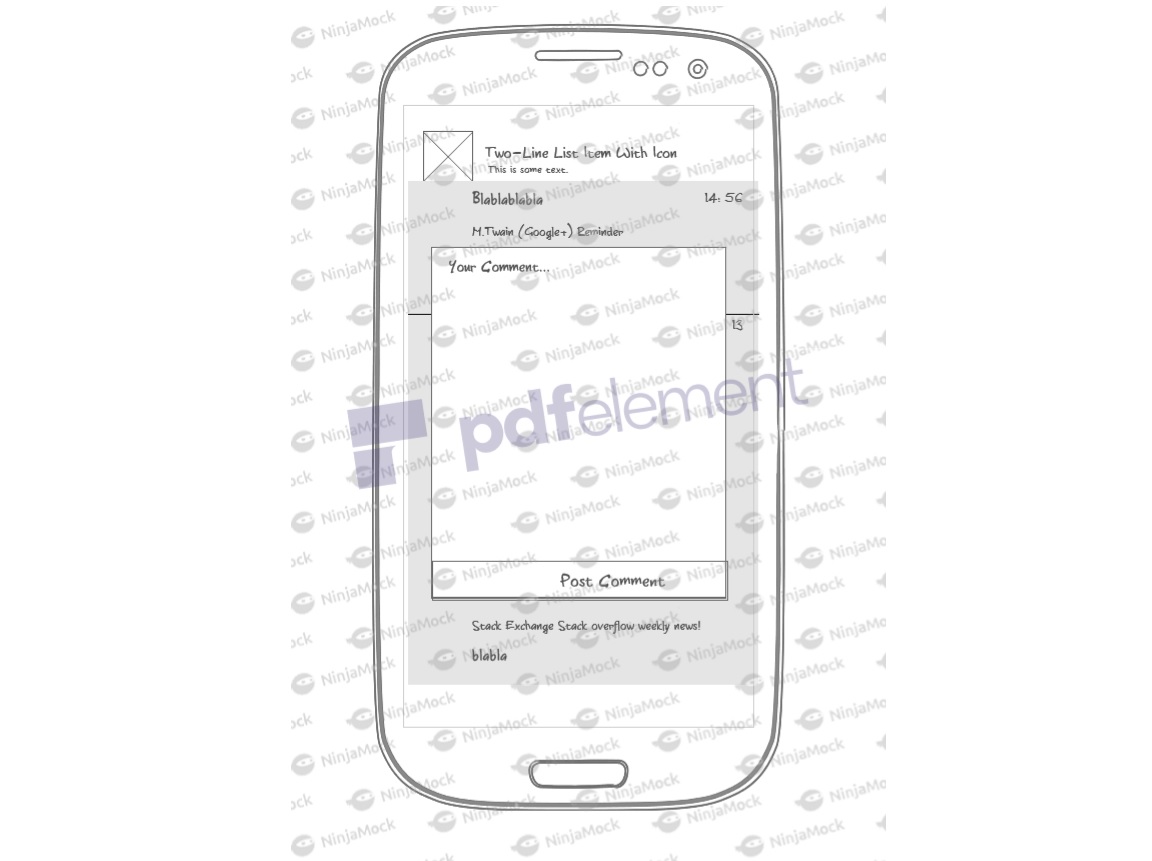 Two-Line List Item With Icon
This is some text.
Blablablabla 14: 56
M.Twain (Google+) Reminder
Your Comment...
13
pdfelement
Post Comment
Stack Exchange Stack overflow weekly news!
blabla
NinjaMock